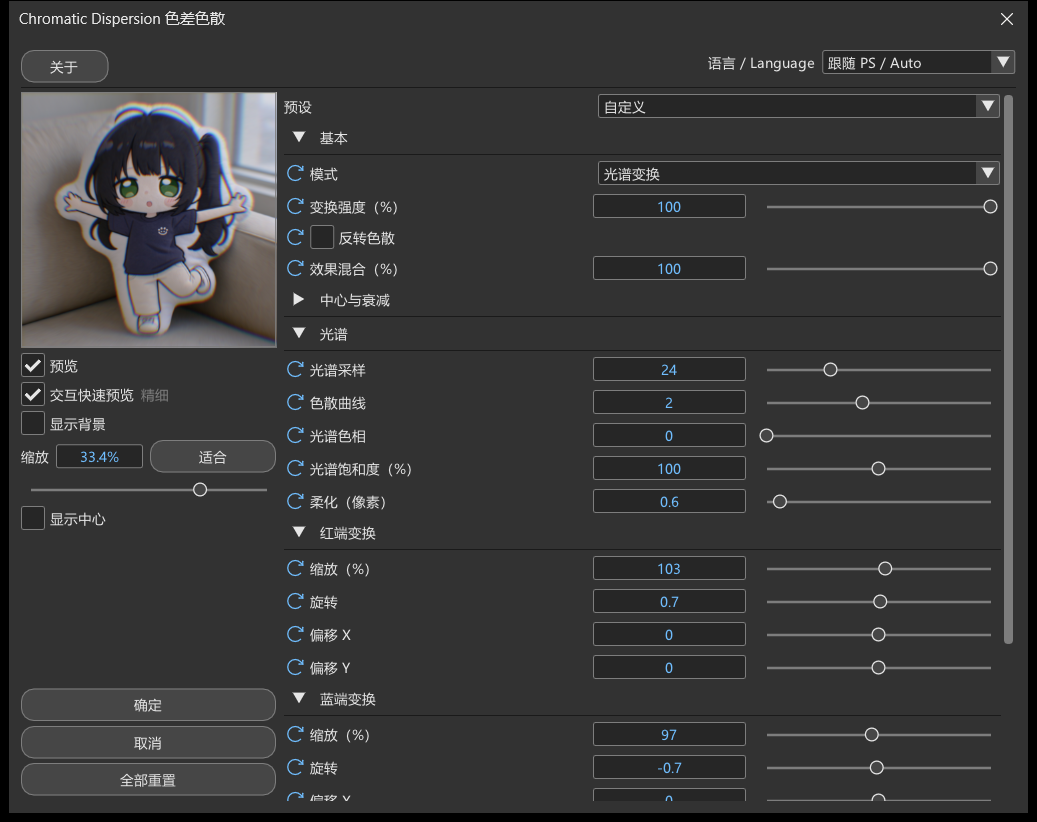 Chromatic Dispersion 色差色散
关于
语言 / Language 跟随 PS / Auto
预设 自定义
基本
模式 光谱变换
变换强度（%） 100
反转色散
效果混合（%） 100
中心与衰减
光谱
光谱采样 24
色散曲线 2
光谱色相 0
光谱饱和度（%） 100
柔化（像素） 0.6
红端变换
缩放（%） 103
旋转 0.7
偏移 X 0
偏移 Y 0
蓝端变换
缩放（%） 97
旋转 -0.7
偏移 X 0
预览
交互快速预览 精细
显示背景
缩放 33.4% 适合
显示中心
确定
取消
全部重置